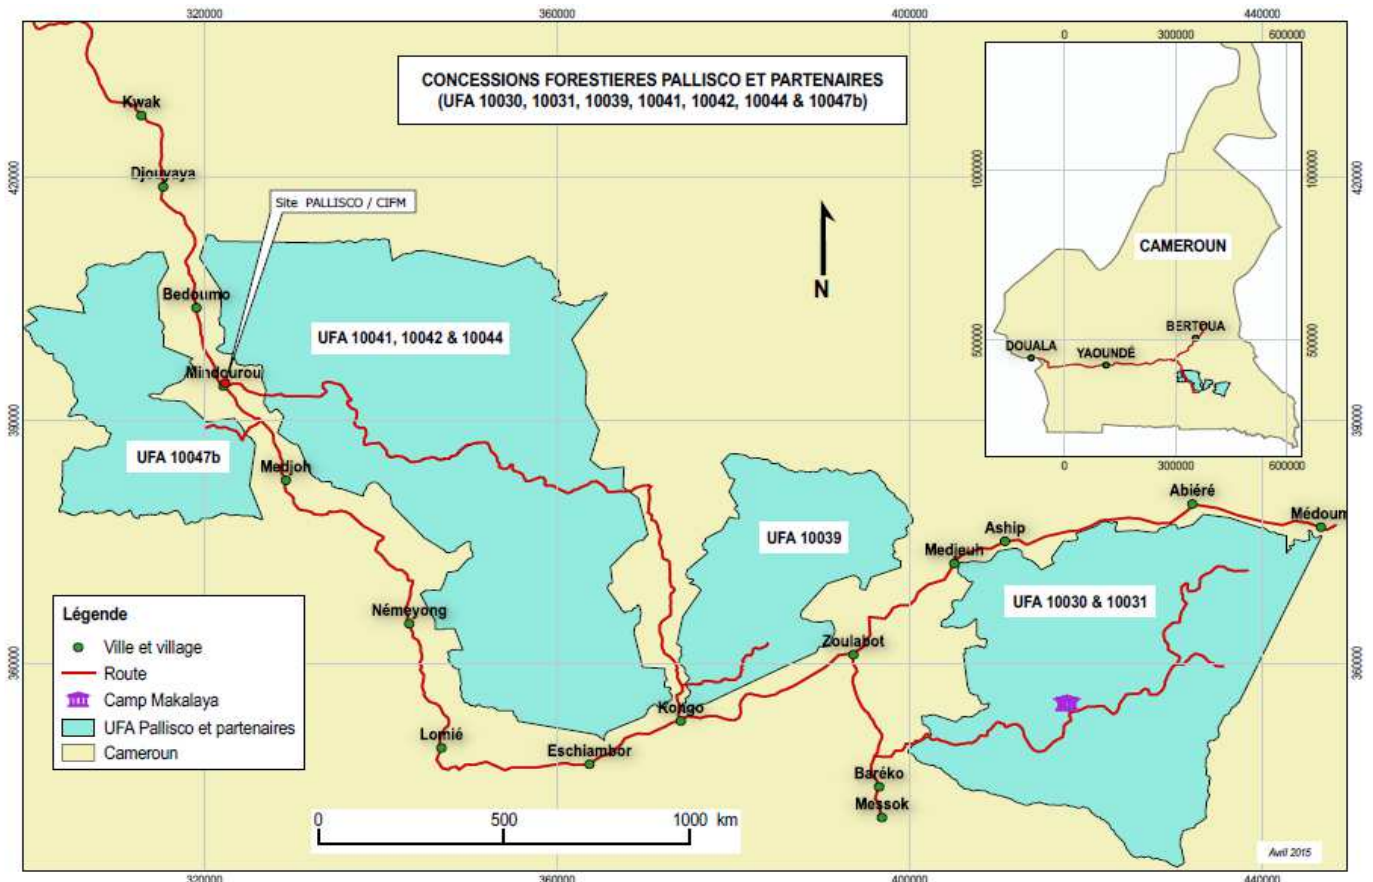 320000 360000 400000 440000
CONCESSIONS FORESTIERES PALLISCO ET PARTENAIRES
(UFA 10030, 10031, 10039, 10041, 10042, 10044 & 10047b)
0 300000 600000
1000000 500000
1000000 500000
CAMEROUN
BERTOUA
DOUALA
YAOUNDÉ
0 300000 600000
Kwak
Djouyaya
Site PALLISCO / CIFM
N
Bedoumo
UFA 10041, 10042 & 10044
Mindourou
UFA 10047b
Medjoh
UFA 10039
Abiéré
Médoum
Aship
Medjeuh
UFA 10030 & 10031
Némeyong
Zoulabot
Kongo
Lomié
Eschiambor
Baréko
Messok
Légende
Ville et village
Route
Camp Makalaya
UFA Pallisco et partenaires
Cameroun
0 500 1000 km
Avril 2015
420000 390000 360000
420000 390000 360000
320000 360000 400000 440000